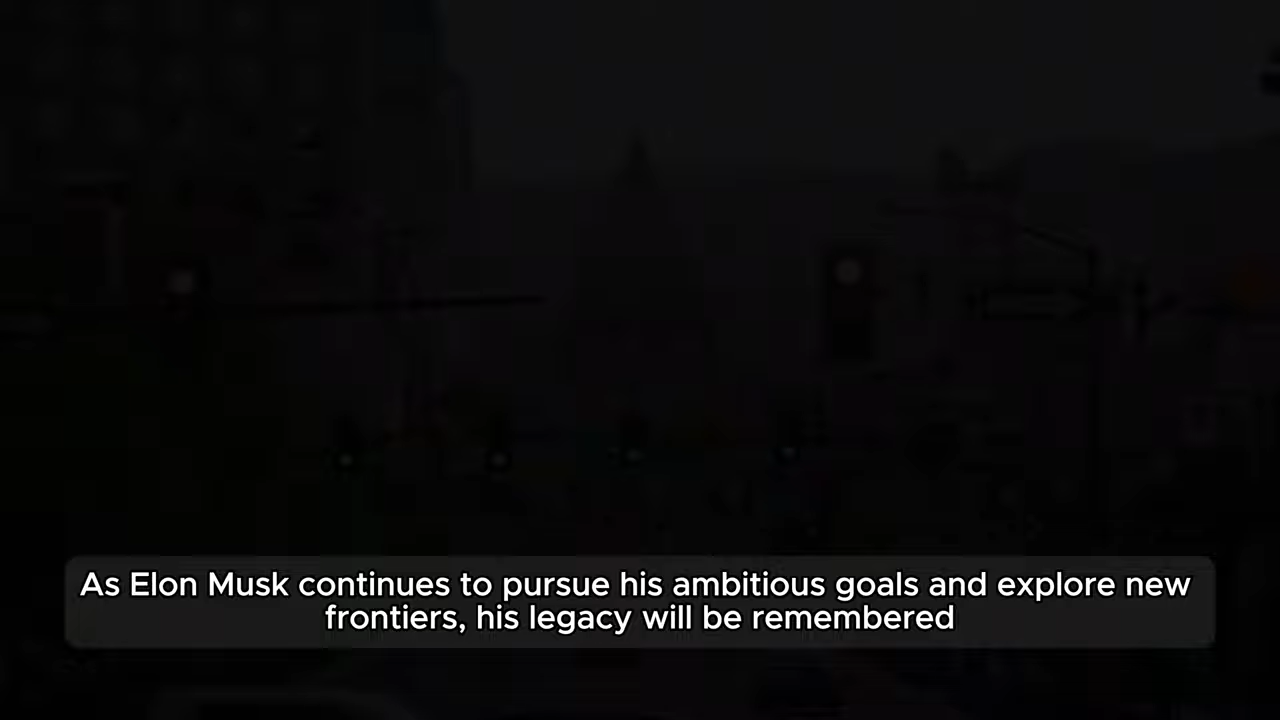 As Elon Musk continues to pursue his ambitious goals and explore new
frontiers, his legacy will be remembered